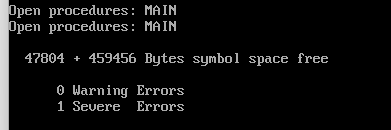 Open procedures: MAIN
Open procedures: MAIN
47804 + 459456 Bytes symbol space free
0 Warning Errors
1 Severe  Errors